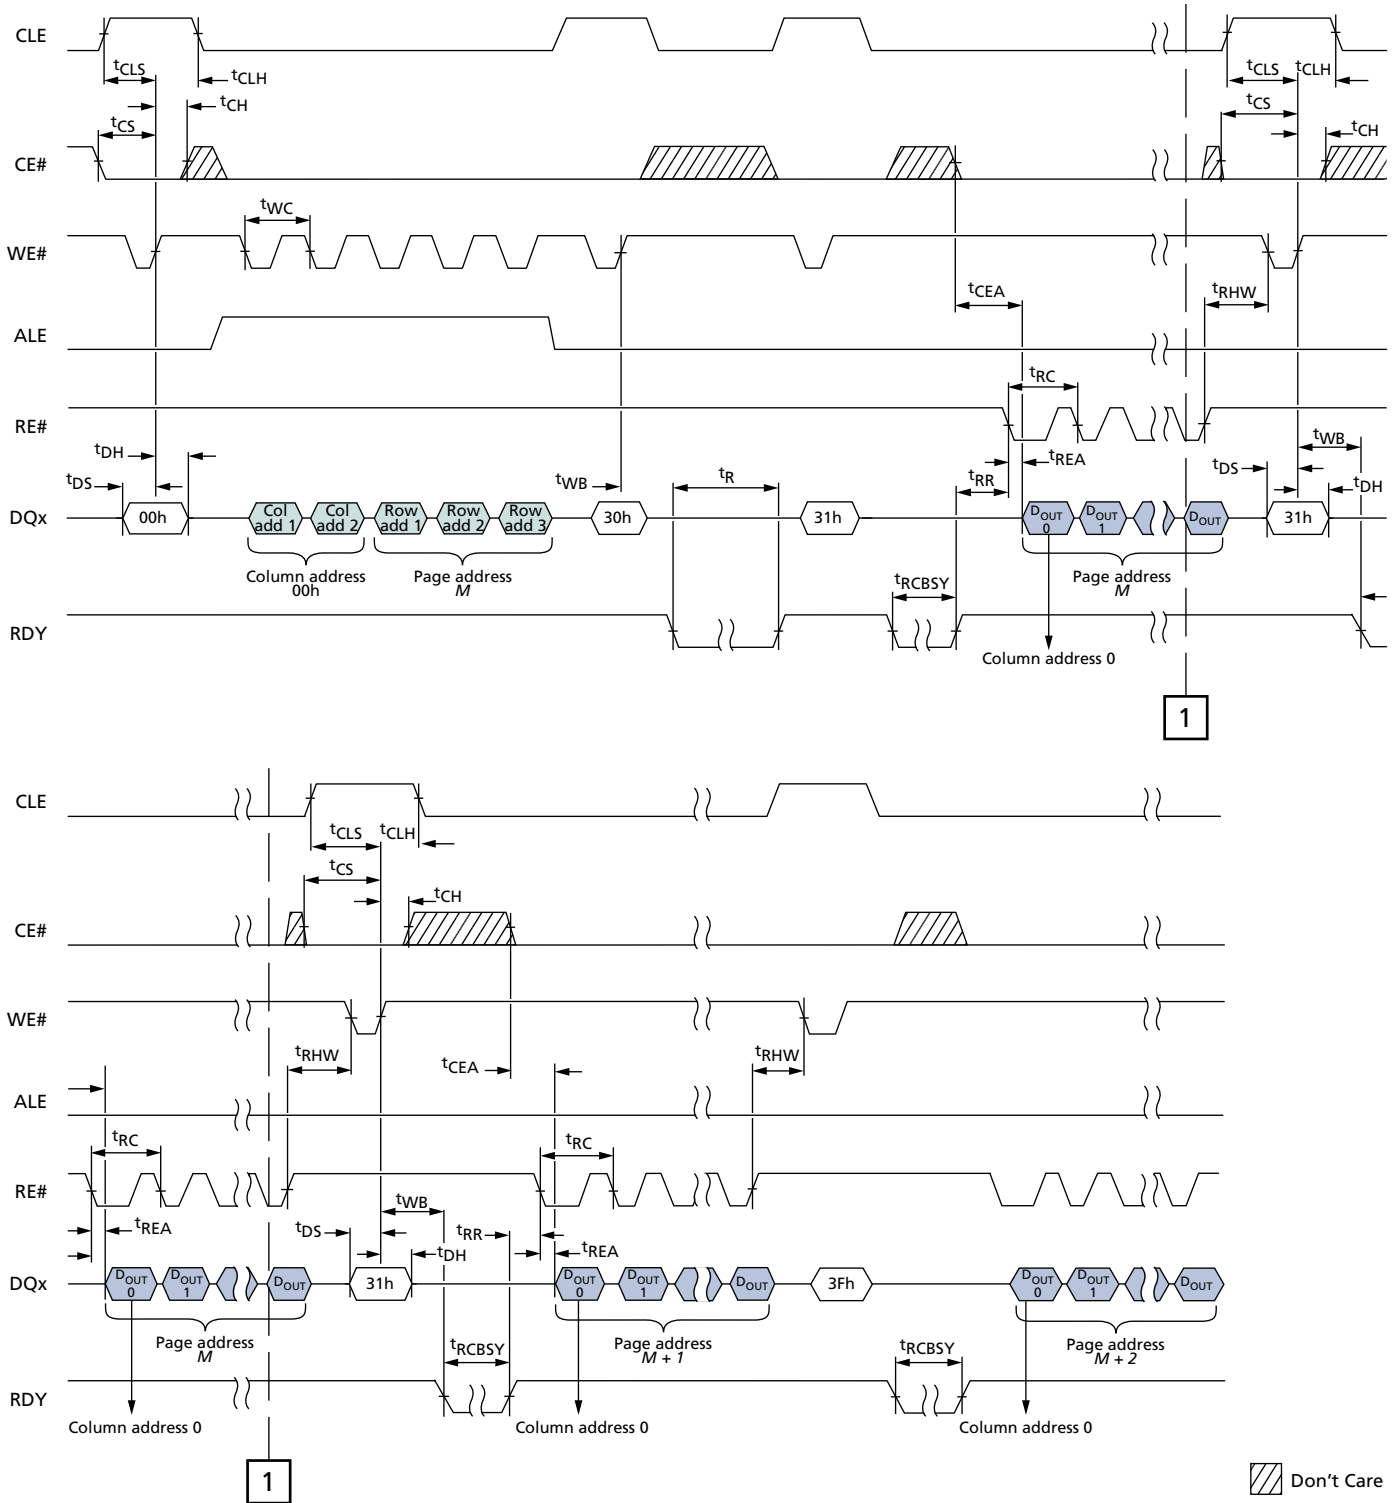 CLE
tCLS
tCLH
tCLS
tCLH
tCH
tCS
tCS
tCH
CE#
tWC
WE#
tCEA
tRHW
ALE
tRC
RE#
tDH
tREA
tWB
tDS
tWB
tR
tRR
tDS
tDH
DQx
00h
Col add 1
Col add 2
Row add 1
Row add 2
Row add 3
30h
31h
DOUT 0
DOUT 1
DOUT
31h
Column address 00h
Page address M
tRCBSY
Page address M
RDY
Column address 0
1
CLE
tCLS
tCLH
tCS
tCH
CE#
WE#
tRHW
tCEA
tRHW
ALE
tRC
tRC
RE#
tREA
tWB
tDS
tRR
tDH
tREA
DQx
DOUT 0
DOUT 1
DOUT
31h
DOUT 0
DOUT 1
DOUT
3Fh
DOUT 0
DOUT 1
DOUT
Page address M
tRCBSY
Page address M + 1
tRCBSY
Page address M + 2
RDY
Column address 0
Column address 0
Column address 0
1
Don't Care